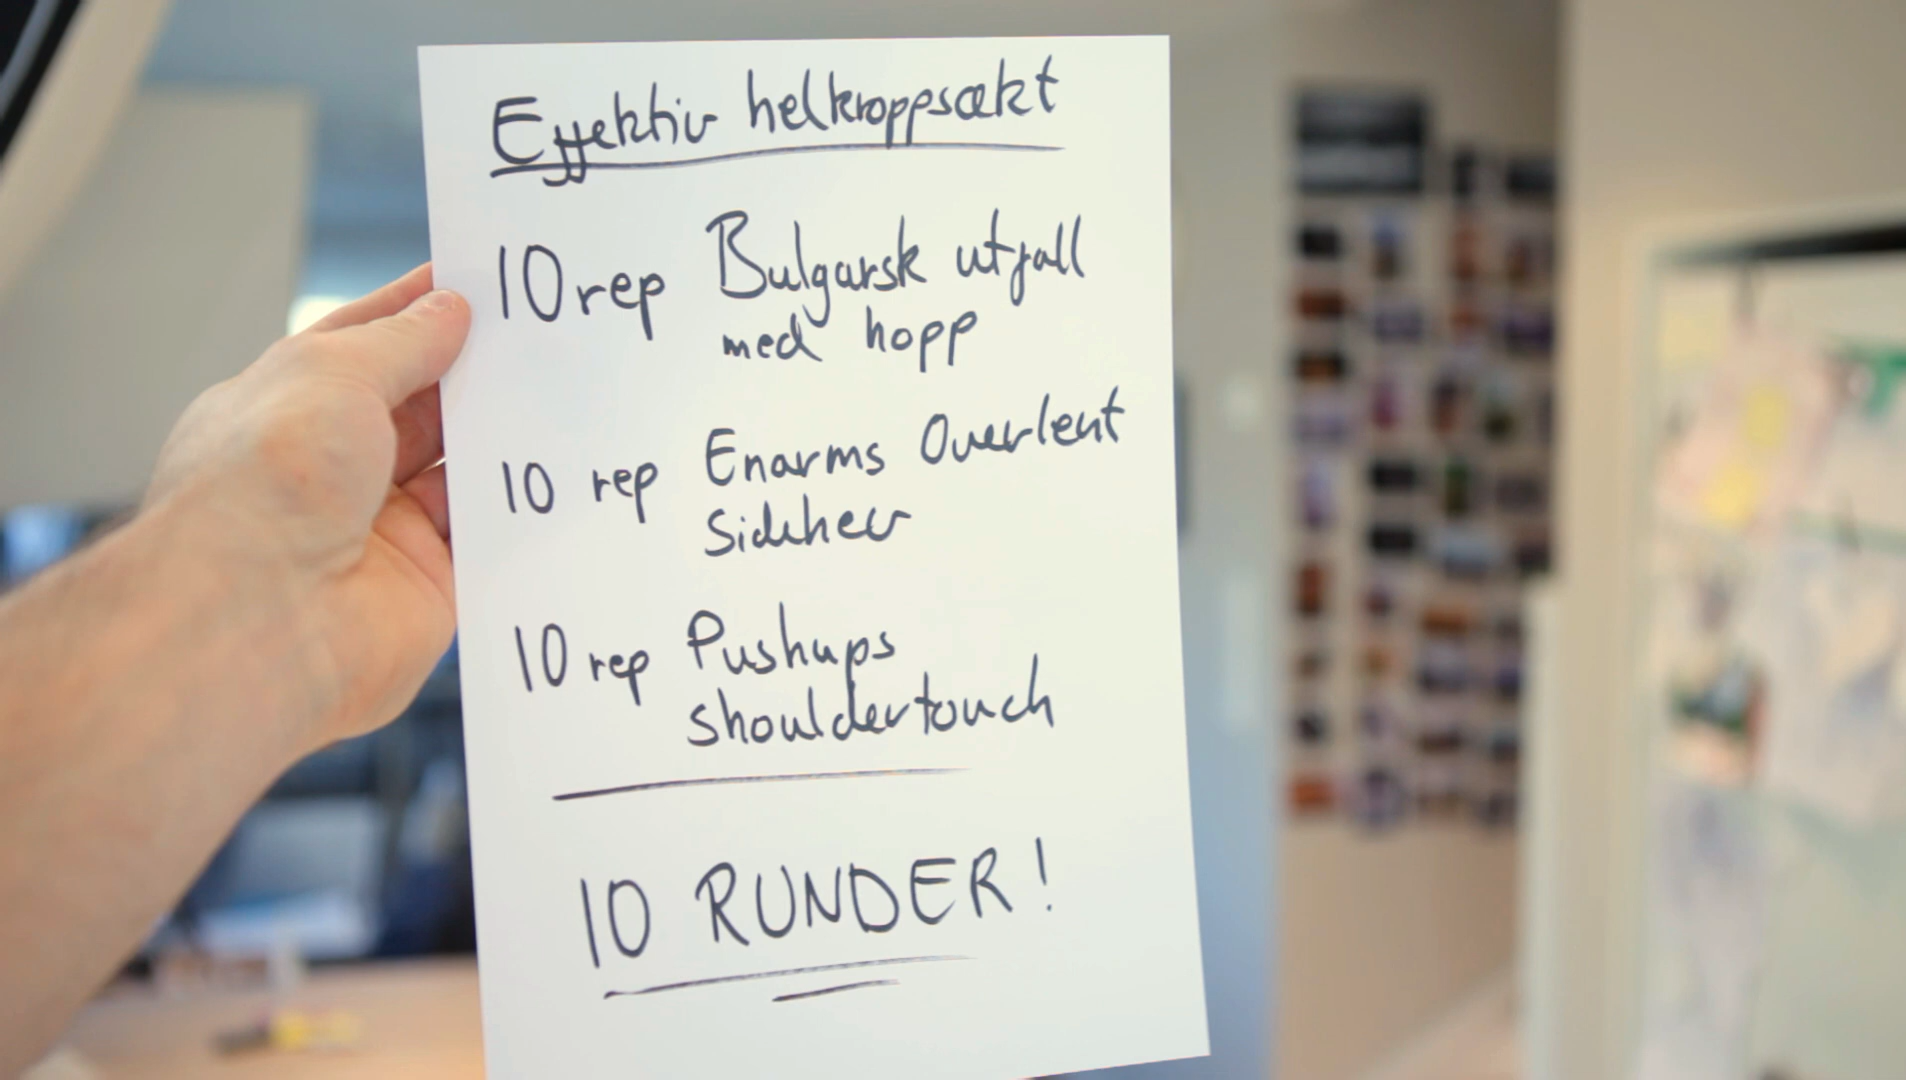 Effektiv helkroppsøkt
10 rep Bulgarsk utfall
med hopp
10 rep Enarms Overlent
Sidehev
10 rep Pushups
shouldertouch
10 RUNDER!